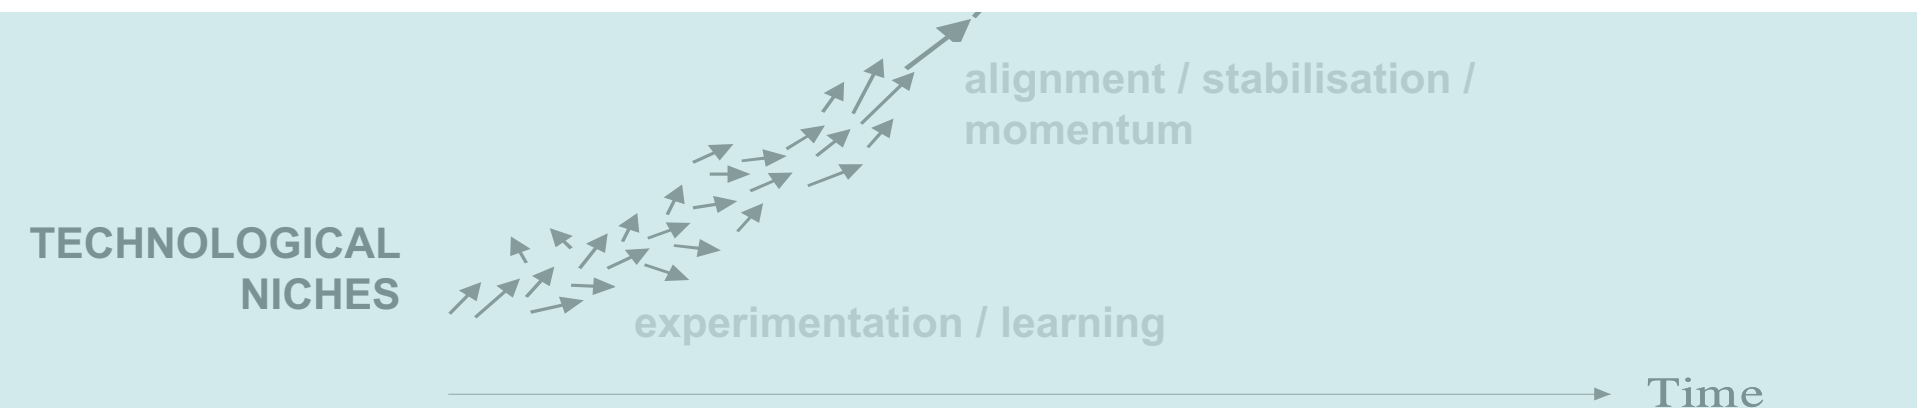 alignment / stabilisation /
momentum
TECHNOLOGICAL
NICHES
experimentation / learning
Time